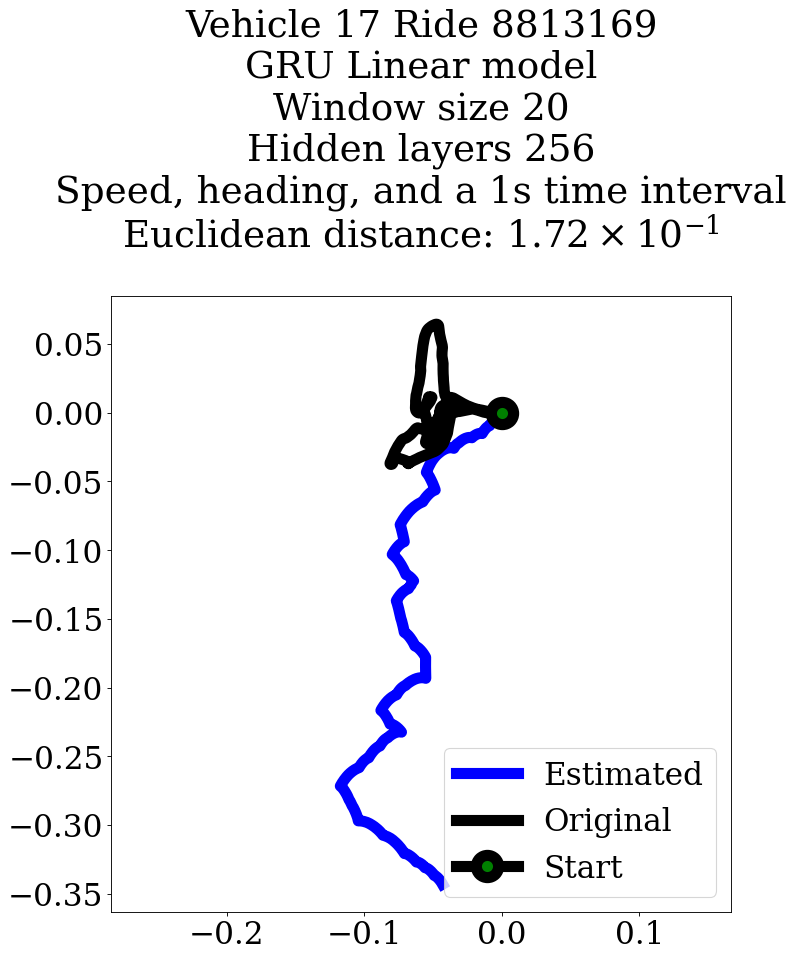 Vehicle 17 Ride 8813169
GRU Linear model
Window size 20
Hidden layers 256
Speed, heading, and a 1s time interval
Euclidean distance: 1.72 × 10⁻¹
0.05
0.00
−0.05
−0.10
−0.15
−0.20
−0.25
−0.30
−0.35
Estimated
Original
Start
−0.2
−0.1
0.0
0.1